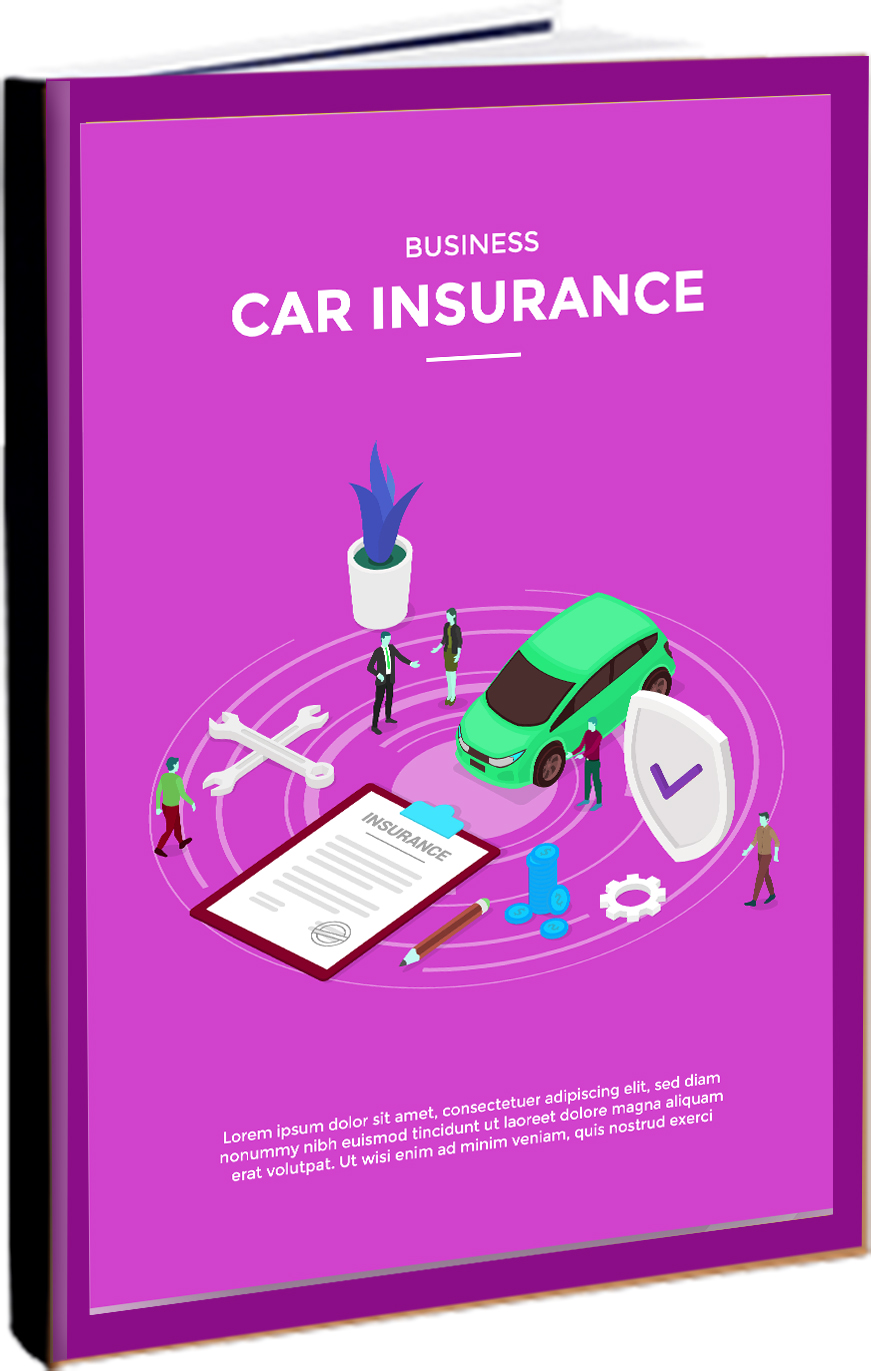 BUSINESS
CAR INSURANCE
INSURANCE
Lorem ipsum dolor sit amet, consectetuer adipiscing elit, sed diam
nonummy nibh euismod tincidunt ut laoreet dolore magna aliquam
erat volutpat. Ut wisi enim ad minim veniam, quis nostrud exerci